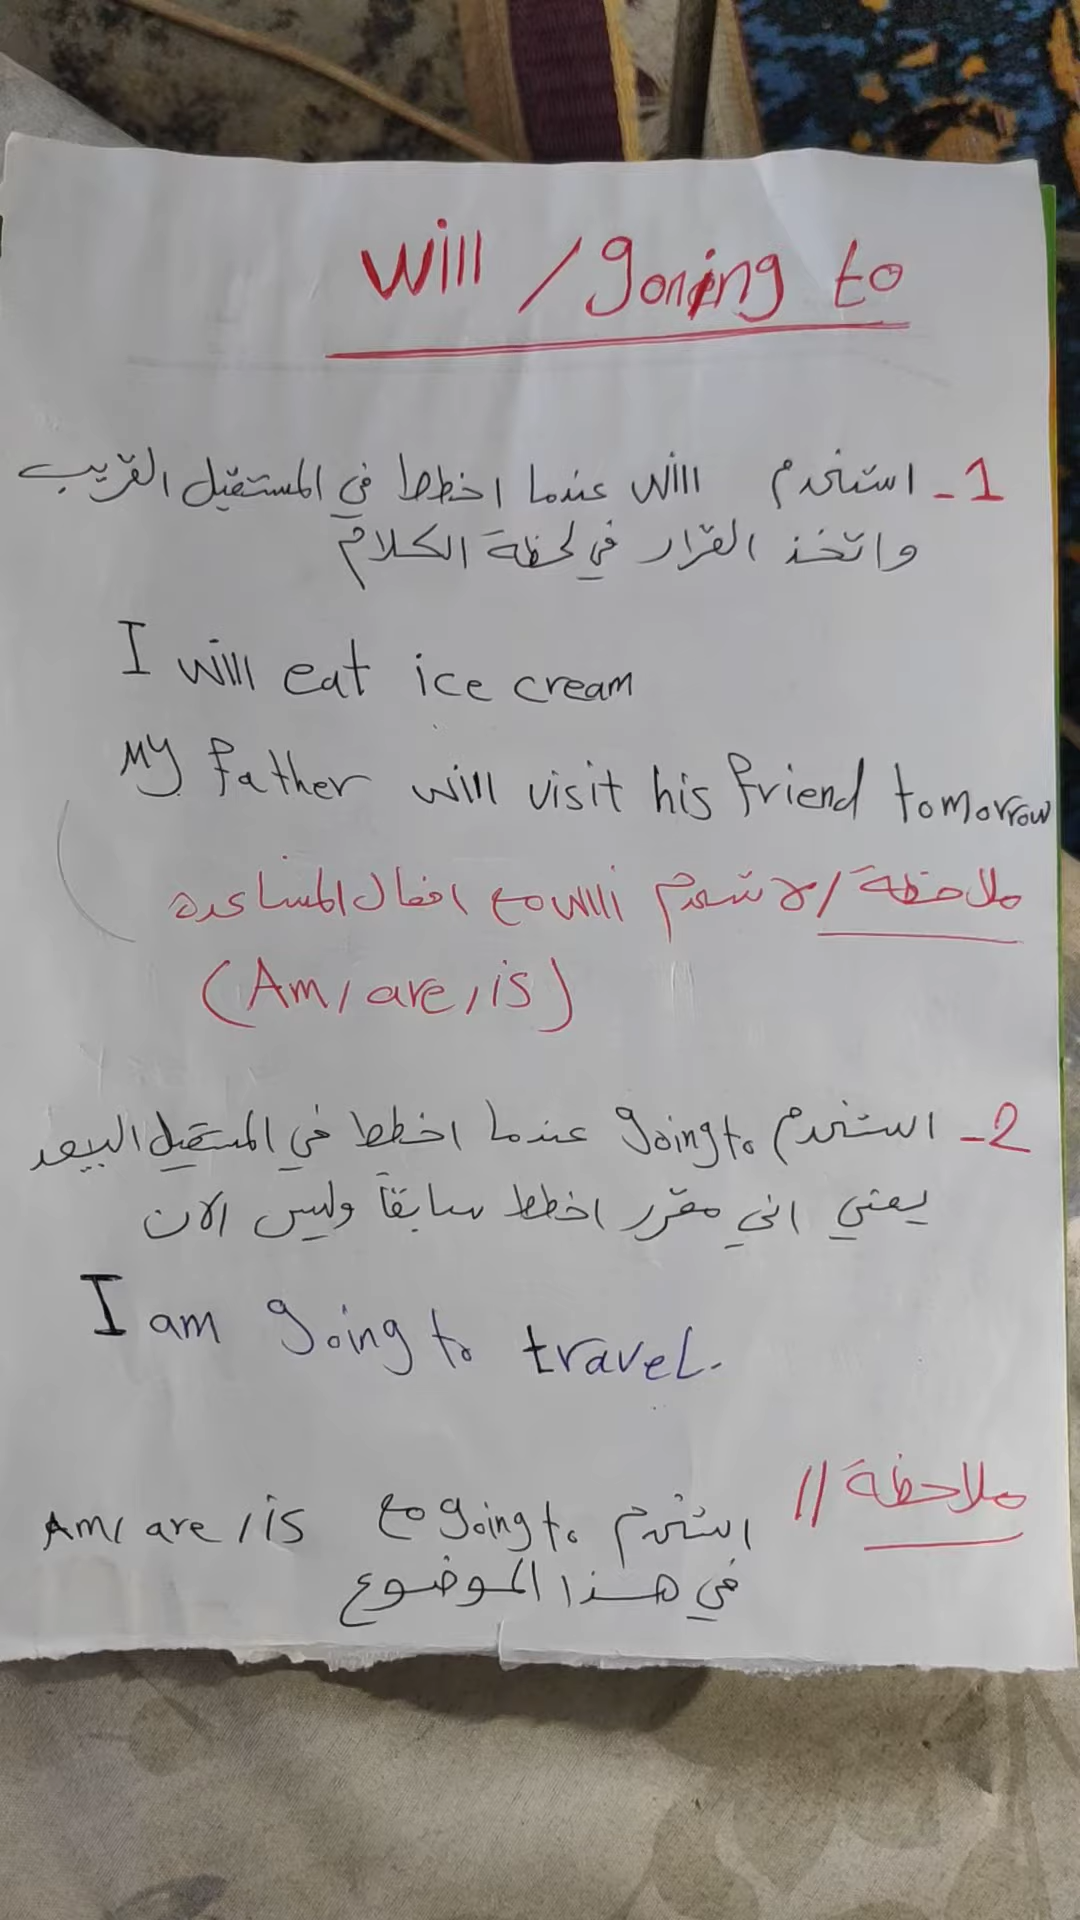 will / going to
1- استخدم will عندما اخطط في المستقبل القريب
واتخذ القرار في لحظة الكلام
I will eat ice cream
My father will visit his friend tomorrow
ملاحظة / لا تستخدم will مع افعال المساعدة
(Am / are / is)
2- استخدم going to عندما اخطط في المستقبل البعيد
يعني اني مقرر اخطط سابقاً وليس الان
I am going to travel.
ملاحظة //
استخدم going to مع Am / are / is
في هذا الموضوع